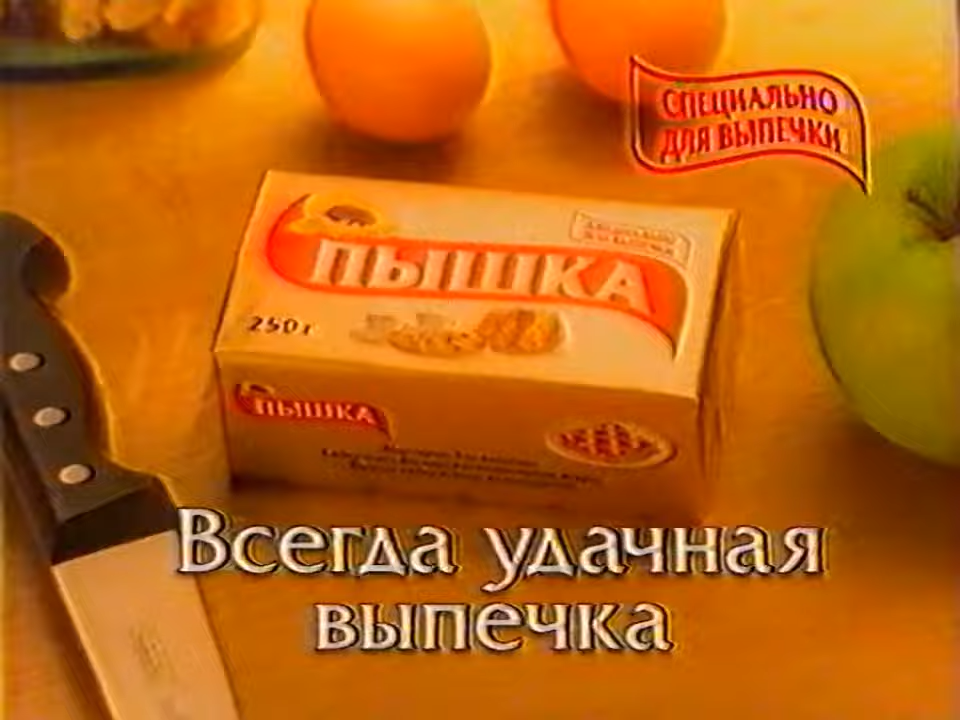 СПЕЦИАЛЬНО
ДЛЯ ВЫПЕЧКИ
ПЫШКА
250 г
ПЫШКА
Всегда удачная
выпечка